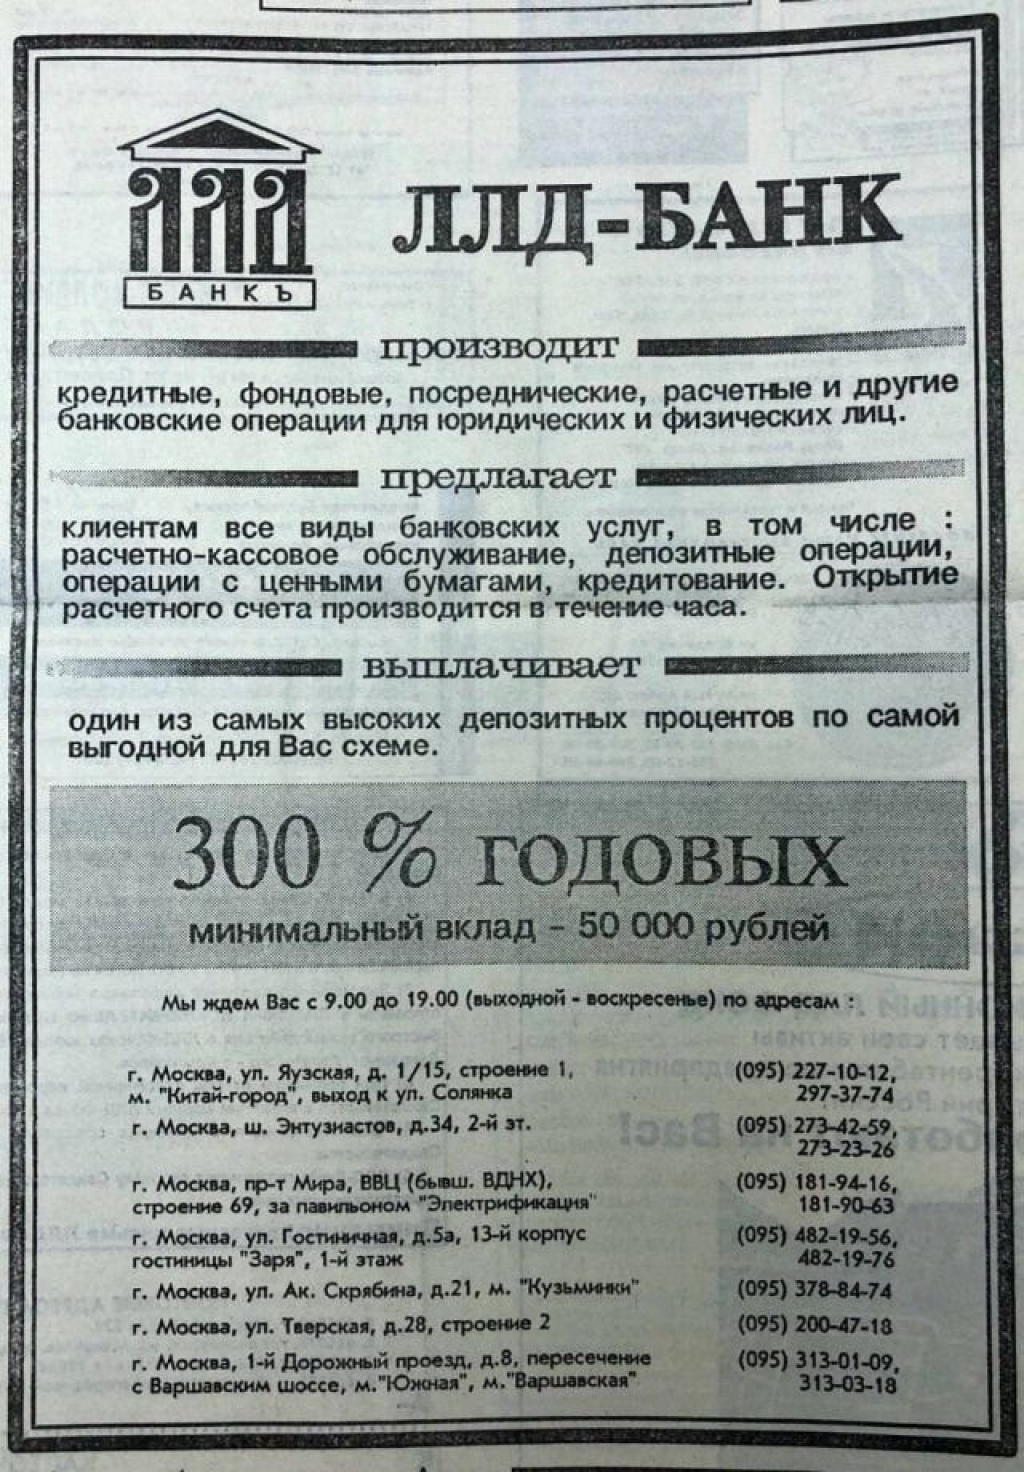 ЛЛД
БАНКЪ
ЛЛД-БАНК
производит
кредитные, фондовые, посреднические, расчетные и другие
банковские операции для юридических и физических лиц.
предлагает
клиентам все виды банковских услуг, в том числе :
расчетно-кассовое обслуживание, депозитные операции,
операции с ценными бумагами, кредитование. Открытие
расчетного счета производится в течение часа.
выплачивает
один из самых высоких депозитных процентов по самой
выгодной для Вас схеме.
300 % годовых
минимальный вклад - 50 000 рублей
Мы ждем Вас с 9.00 до 19.00 (выходной - воскресенье) по адресам :
г. Москва, ул. Яузская, д. 1/15, строение 1, (095) 227-10-12,
м. "Китай-город", выход к ул. Солянка 297-37-74
г. Москва, ш. Энтузиастов, д.34, 2-й эт. (095) 273-42-59,
273-23-26
г. Москва, пр-т Мира, ВВЦ (бывш. ВДНХ), (095) 181-94-16,
строение 69, за павильоном "Электрификация" 181-90-63
г. Москва, ул. Гостиничная, д.5а, 13-й корпус (095) 482-19-56,
гостиницы "Заря", 1-й этаж 482-19-76
г. Москва, ул. Ак. Скрябина, д.21, м. "Кузьминки" (095) 378-84-74
г. Москва, ул. Тверская, д.28, строение 2 (095) 200-47-18
г. Москва, 1-й Дорожный проезд, д.8, пересечение (095) 313-01-09,
с Варшавским шоссе, м."Южная", м."Варшавская" 313-03-18